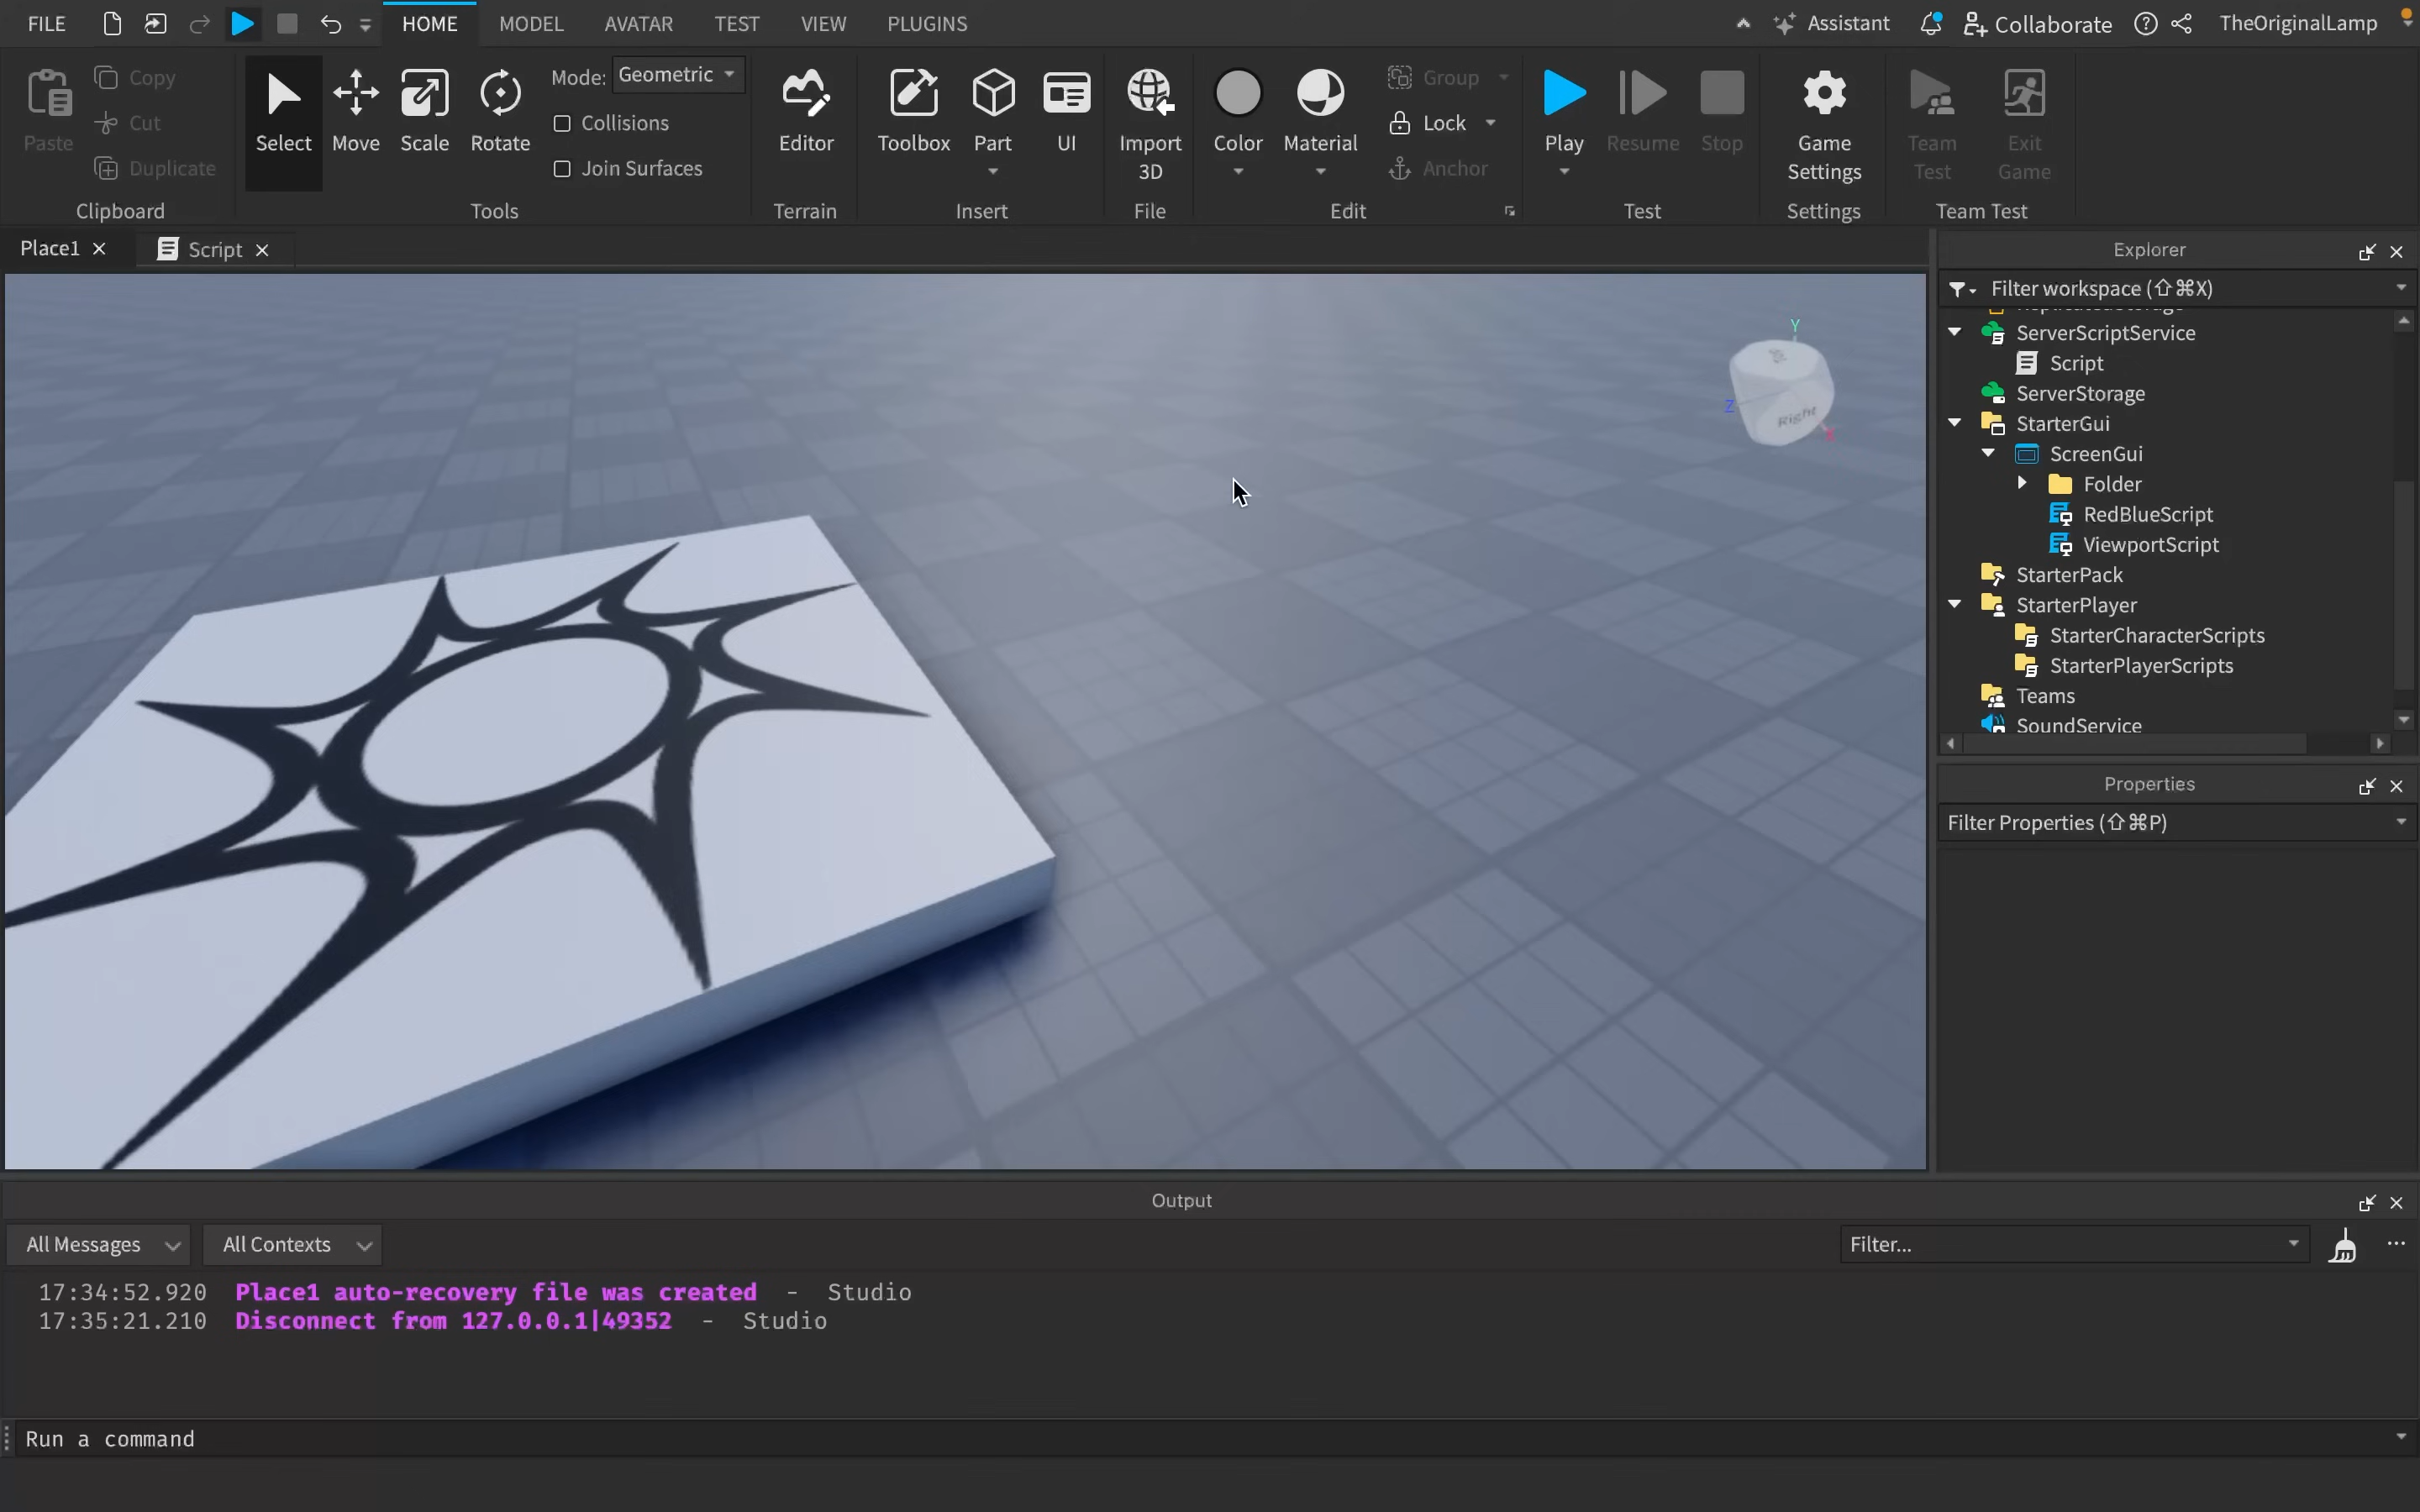 FILE HOME MODEL AVATAR TEST VIEW PLUGINS Assistant Collaborate TheOriginalLamp
Paste
Copy
Cut
Duplicate
Clipboard
Select
Move
Scale
Rotate
Mode: Geometric
Collisions
Join Surfaces
Tools
Editor
Terrain
Toolbox
Part
UI
Insert
Import
3D
File
Color
Material
Group
Lock
Anchor
Edit
Play
Resume
Stop
Test
Game
Settings
Settings
Team
Test
Exit
Game
Team Test
Place1
Script
Y
Z
X
Right
Explorer
Filter workspace (⇧⌘X)
ReplicatedStorage
ServerScriptService
Script
ServerStorage
StarterGui
ScreenGui
Folder
RedBlueScript
ViewportScript
StarterPack
StarterPlayer
StarterCharacterScripts
StarterPlayerScripts
Teams
SoundService
Properties
Filter Properties (⇧⌘P)
Output
All Messages
All Contexts
Filter...
17:34:52.920 Place1 auto-recovery file was created - Studio
17:35:21.210 Disconnect from 127.0.0.1|49352 - Studio
Run a command